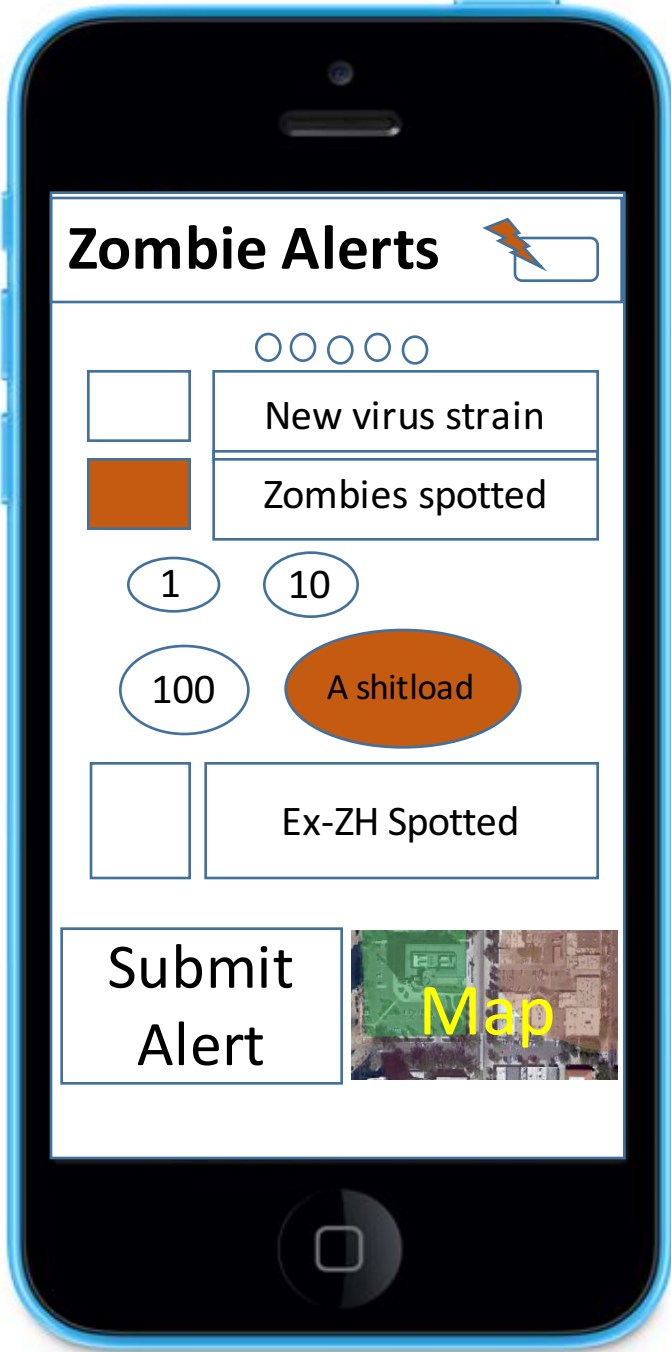 Zombie Alerts
New virus strain
Zombies spotted
1
10
100
A shitload
Ex-ZH Spotted
Submit
Alert
Map